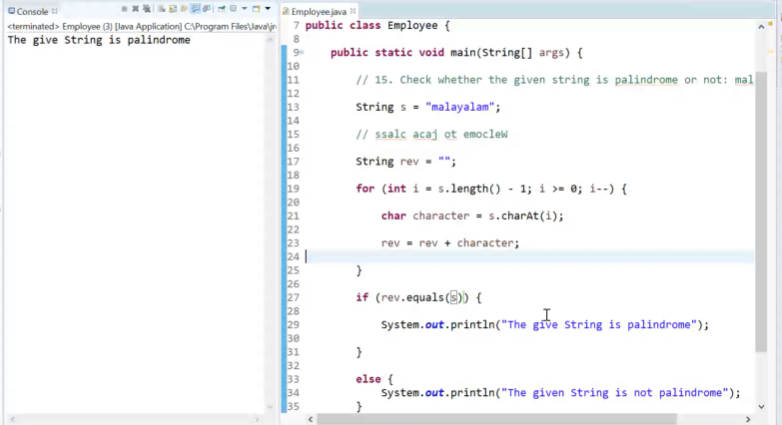 Console
<terminated> Employee (3) [Java Application] C:\Program Files\Java\jr
The give String is palindrome
Employee.java
7 public class Employee {
8
9 public static void main(String[] args) {
10
11 // 15. Check whether the given string is palindrome or not: mal
12
13 String s = "malayalam";
14
15 // ssalc acaj ot emocleW
16
17 String rev = "";
18
19 for (int i = s.length() - 1; i >= 0; i--) {
20
21 char character = s.charAt(i);
22
23 rev = rev + character;
24
25 }
26
27 if (rev.equals(s)) {
28
29 System.out.println("The give String is palindrome");
30
31 }
32
33 else {
34 System.out.println("The given String is not palindrome");
35 }